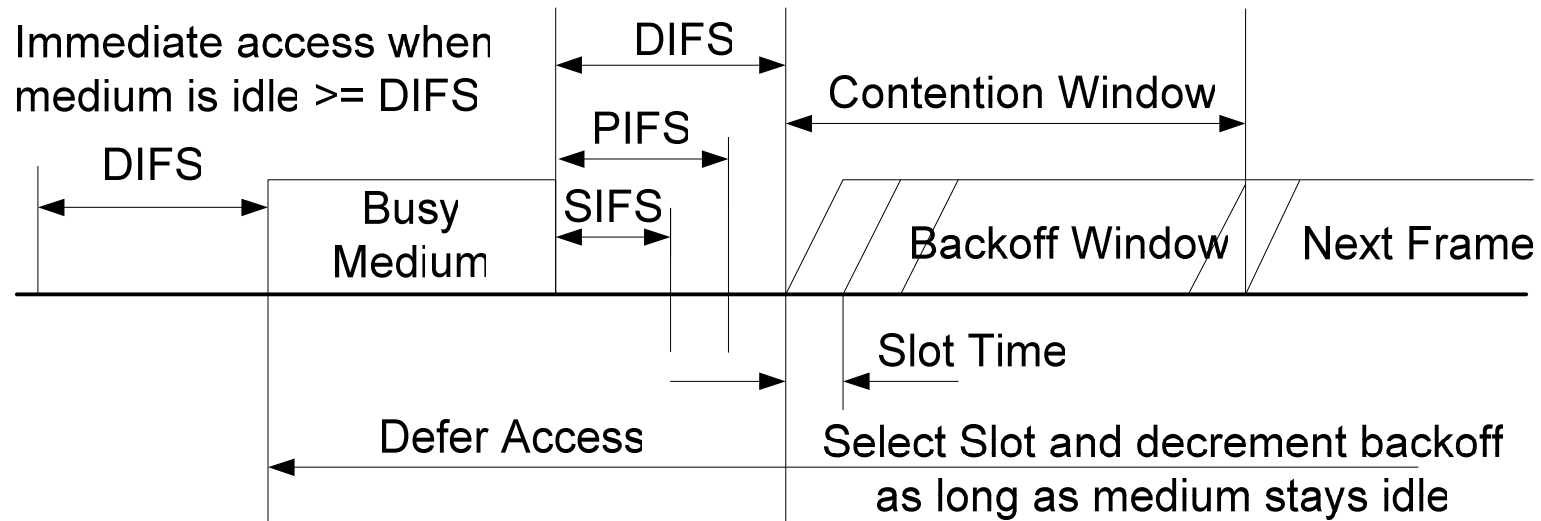 Immediate access when
medium is idle >= DIFS
DIFS
DIFS
Contention Window
PIFS
SIFS
Busy
Medium
Backoff Window
Next Frame
Slot Time
Defer Access
Select Slot and decrement backoff
as long as medium stays idle